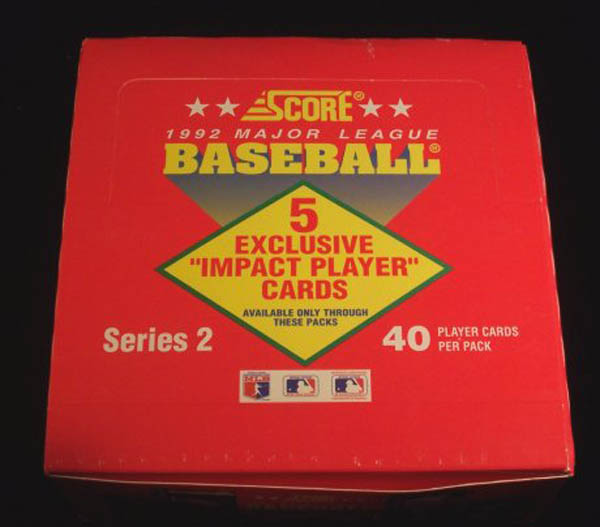 SCORE®
1992 MAJOR LEAGUE
BASEBALL®
5
EXCLUSIVE
"IMPACT PLAYER"
CARDS
AVAILABLE ONLY THROUGH
THESE PACKS
Series 2
40 PLAYER CARDS
PER PACK